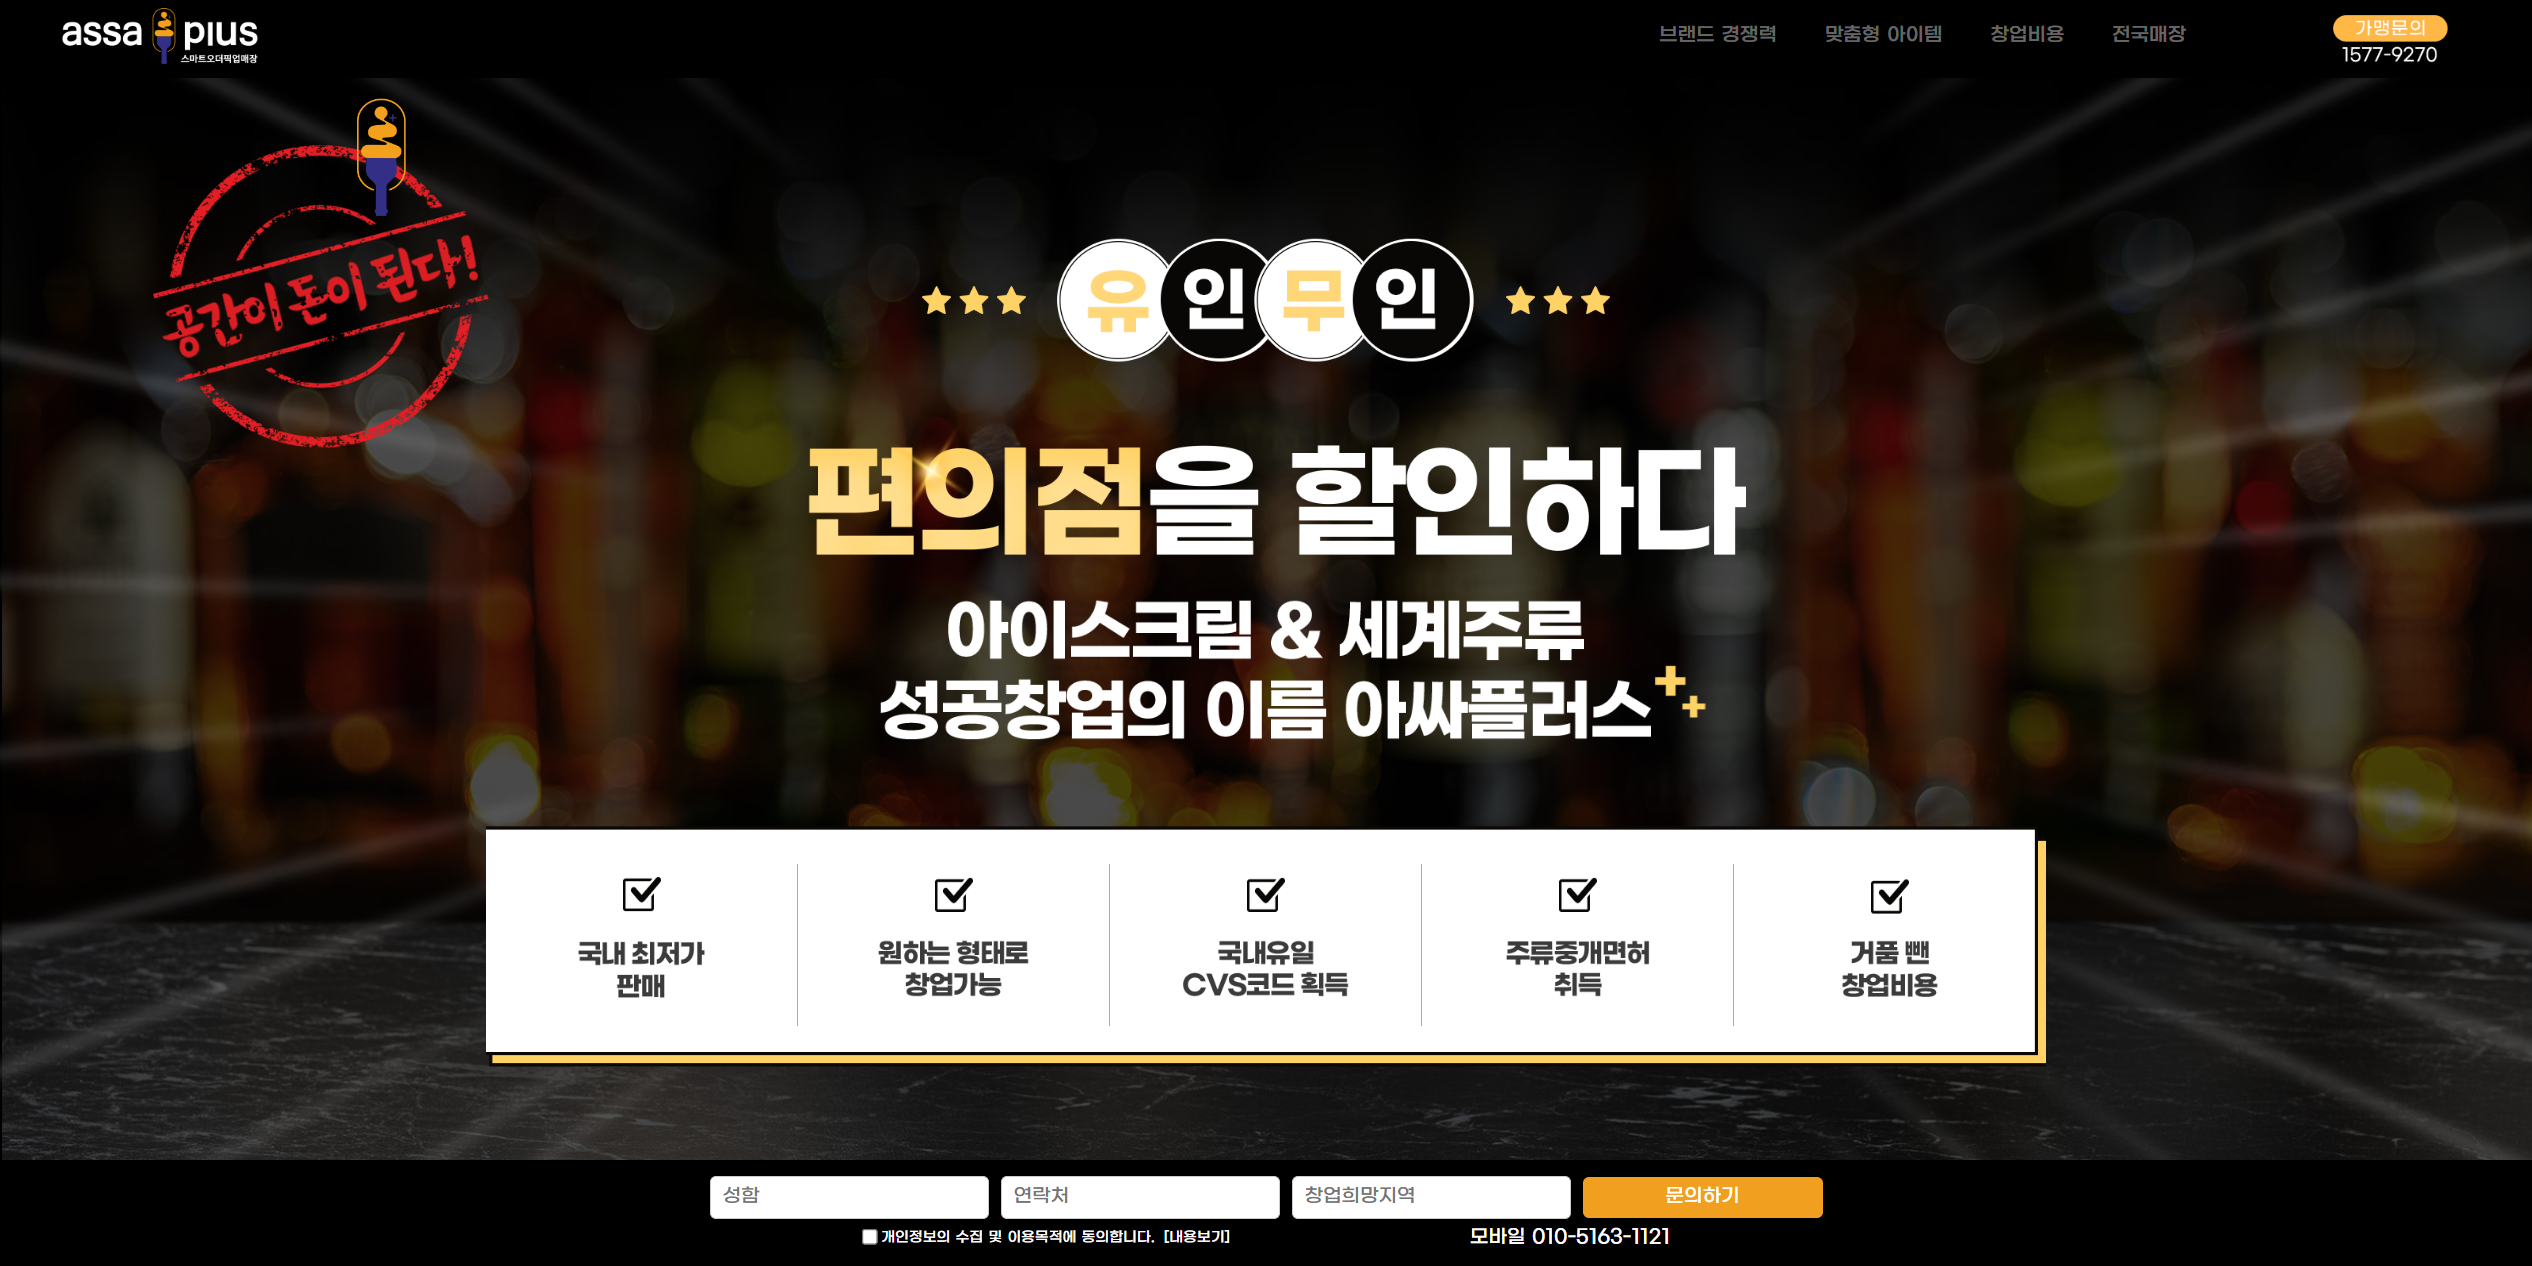 assa plus
스마트오더픽업매장
브랜드 경쟁력
맞춤형 아이템
창업비용
전국매장
가맹문의
1577-9270
공간이 돈이 된다!
유인무인
편의점을 할인하다
아이스크림 & 세계주류
성공창업의 이름 아싸플러스
국내 최저가
판매
원하는 형태로
창업가능
국내유일
CVS코드 획득
주류중개면허
취득
거품 뺀
창업비용
성함
연락처
창업희망지역
문의하기
개인정보의 수집 및 이용목적에 동의합니다. [내용보기]
모바일 010-5163-1121